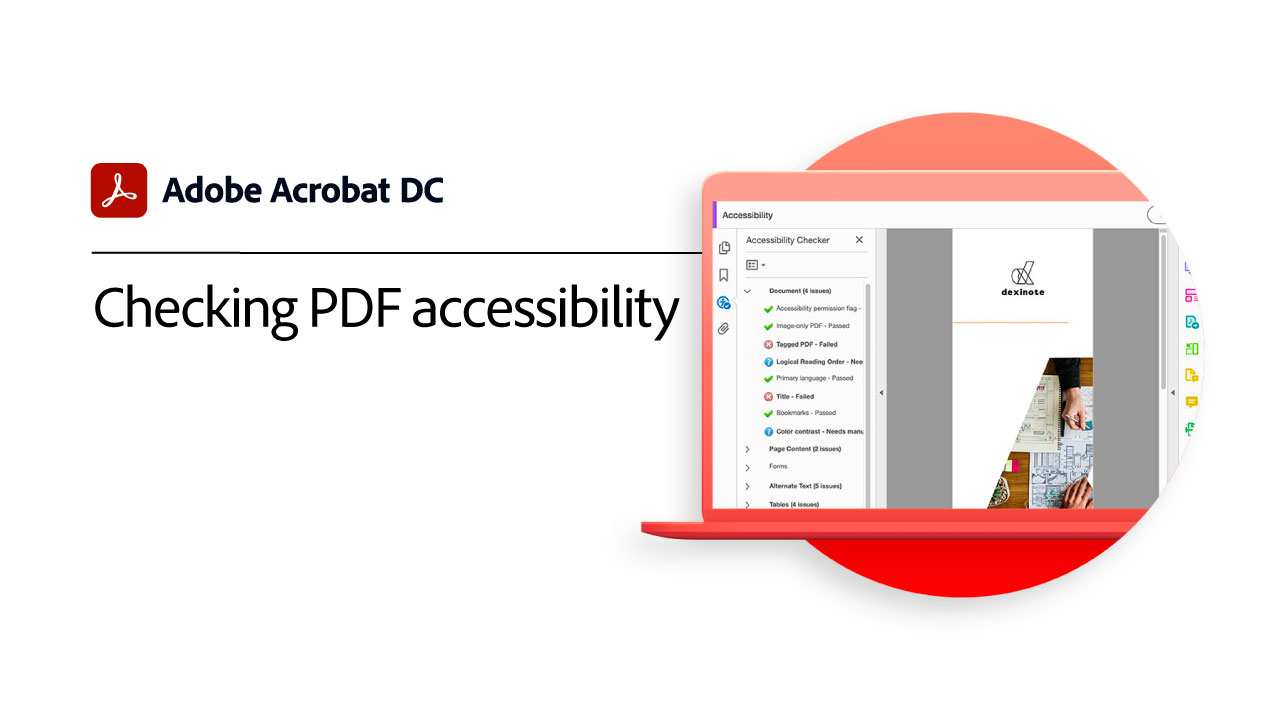 Adobe Acrobat DC
Checking PDF accessibility
Accessibility
Accessibility Checker
Document (4 issues)
Accessibility permission flag -
Image-only PDF - Passed
Tagged PDF - Failed
Logical Reading Order - Nee
Primary language - Passed
Title - Failed
Bookmarks - Passed
Color contrast - Needs manu
Page Content (2 issues)
Forms
Alternate Text (5 issues)
Tables (4 issues)
dexinote